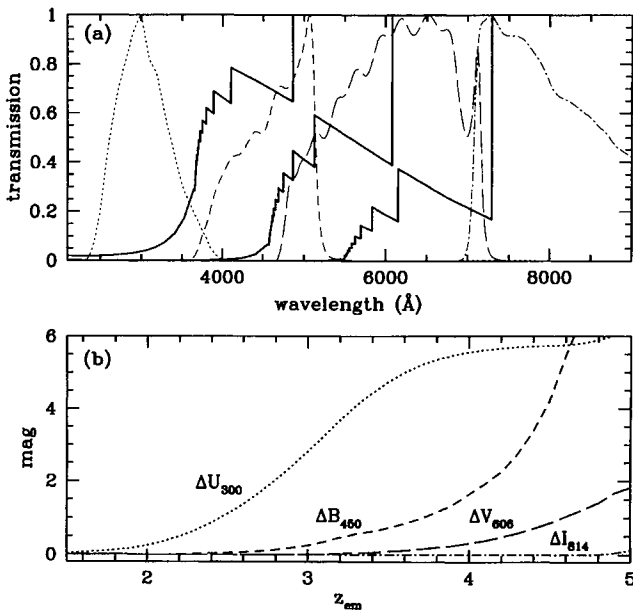 (a)
1
0.8
0.6
0.4
0.2
0
transmission
4000
6000
8000
wavelength (Å)
(b)
6
4
2
0
mag
ΔU300
ΔB450
ΔV606
ΔI814
2
3
4
5
z_em